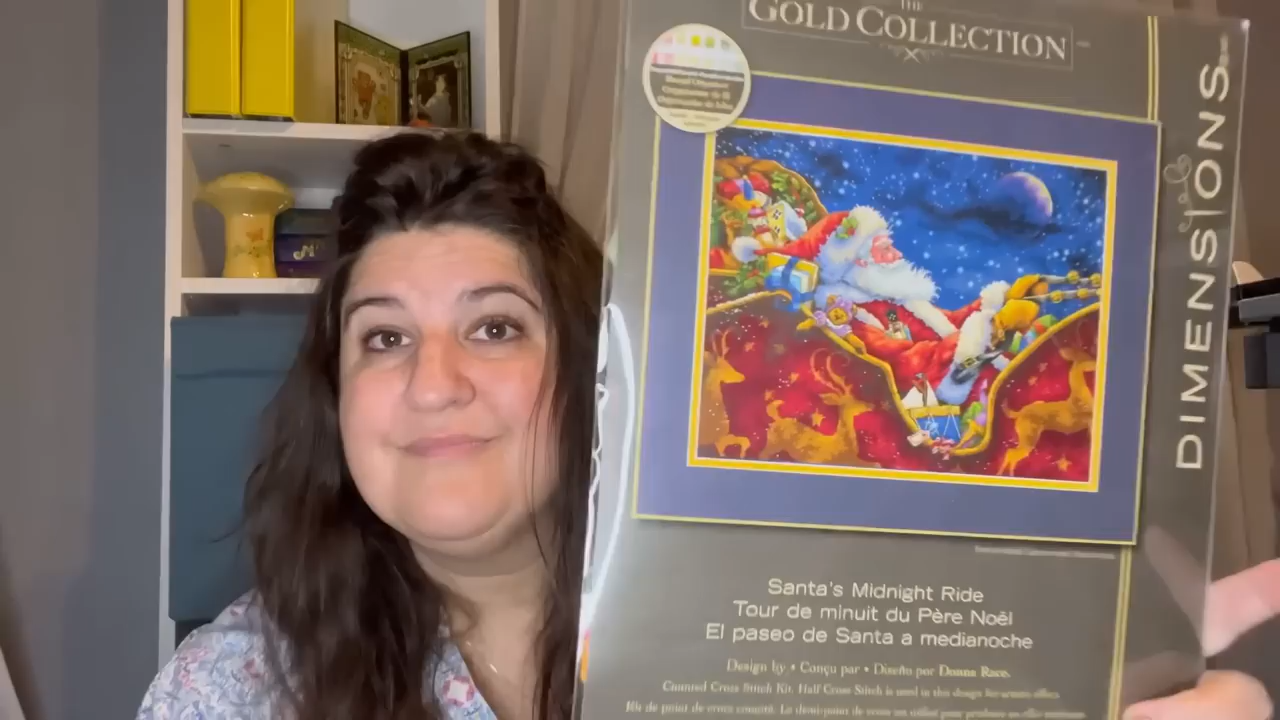 THE
GOLD COLLECTION
DIMENSIONS
Santa's Midnight Ride
Tour de minuit du Père Noël
El paseo de Santa a medianoche
Design by • Conçu par • Diseño por Donna Race.
Counted Cross Stitch Kit. Half Cross Stitch is used in this design for scenic effect.